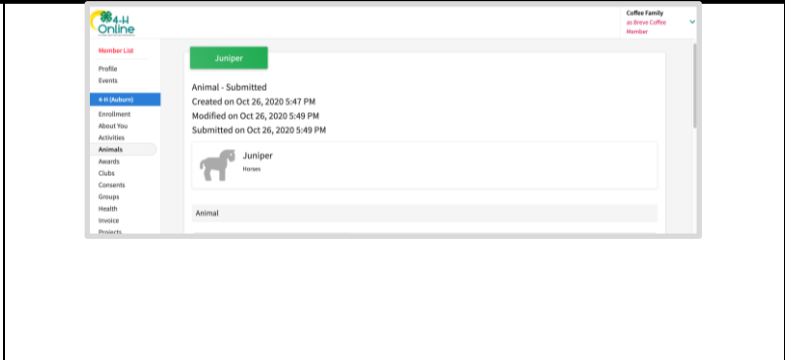 4-H
Online
Coffee Family
as Breve Coffee
Member
Member List
Profile
Events
4-H (Auburn)
Enrollment
About You
Activities
Animals
Awards
Clubs
Consents
Groups
Health
Invoice
Projects
Juniper
Animal - Submitted
Created on Oct 26, 2020 5:47 PM
Modified on Oct 26, 2020 5:49 PM
Submitted on Oct 26, 2020 5:49 PM
Juniper
Horses
Animal